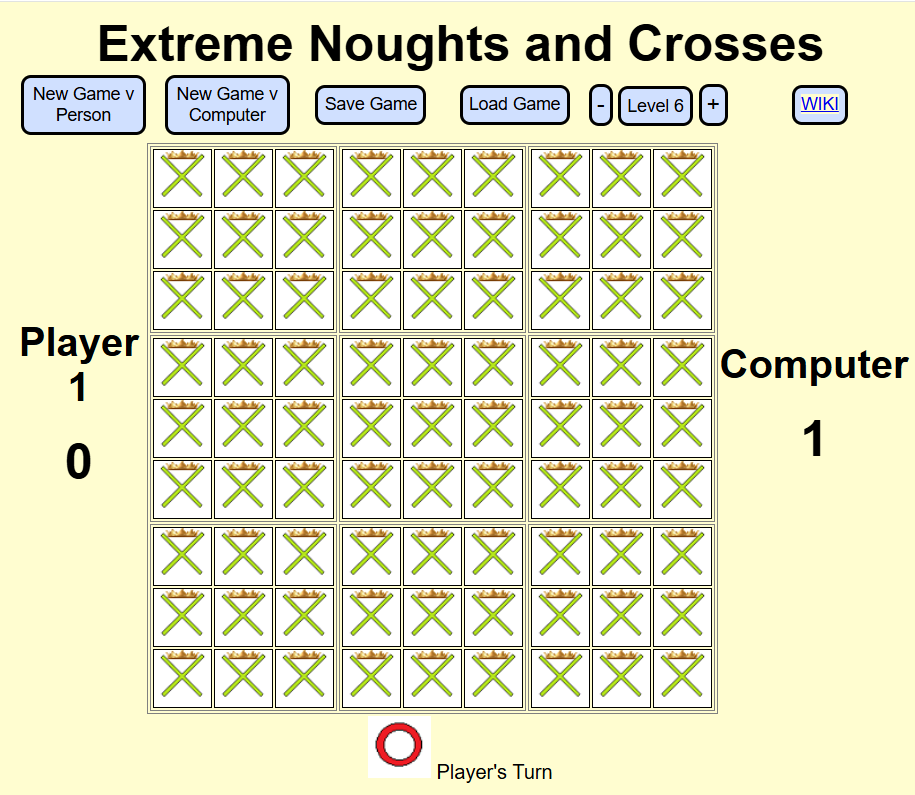 Extreme Noughts and Crosses
New Game v
Person
New Game v
Computer
Save Game
Load Game
-
Level 6
+
WIKI
Player
1
0
Computer
1
Player's Turn